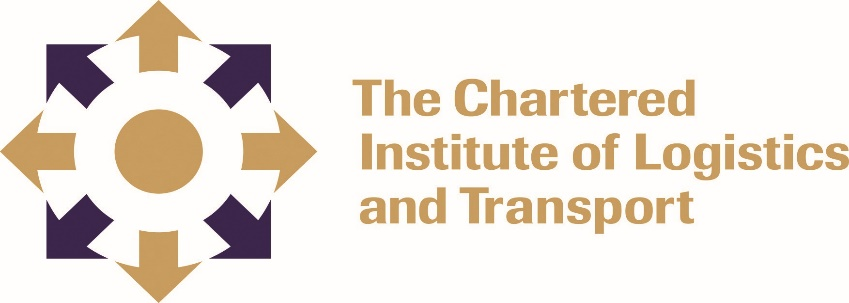 The Chartered
Institute of Logistics
and Transport